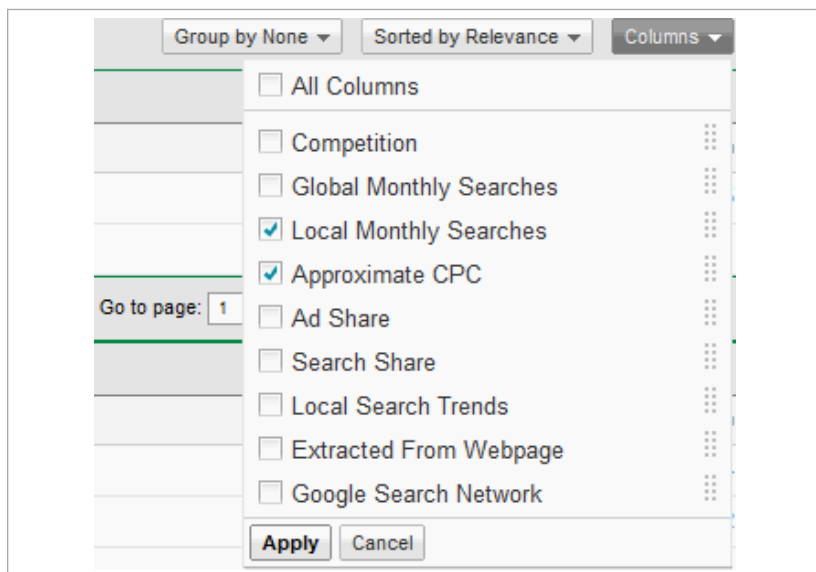 Group by None Sorted by Relevance Columns
All Columns
Competition
Global Monthly Searches
Local Monthly Searches
Approximate CPC
Go to page: 1
Ad Share
Search Share
Local Search Trends
Extracted From Webpage
Google Search Network
Apply Cancel